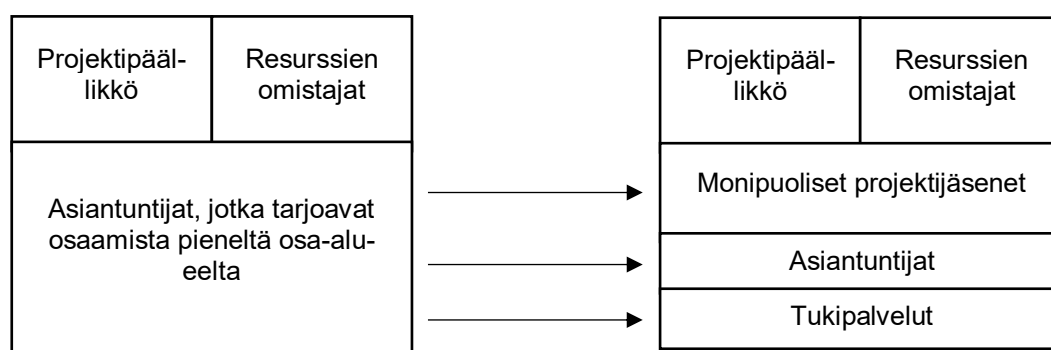 Projektipääl-
likkö
Resurssien
omistajat
Asiantuntijat, jotka tarjoavat
osaamista pieneltä osa-alu-
eelta
Projektipääl-
likkö
Resurssien
omistajat
Monipuoliset projektijäsenet
Asiantuntijat
Tukipalvelut